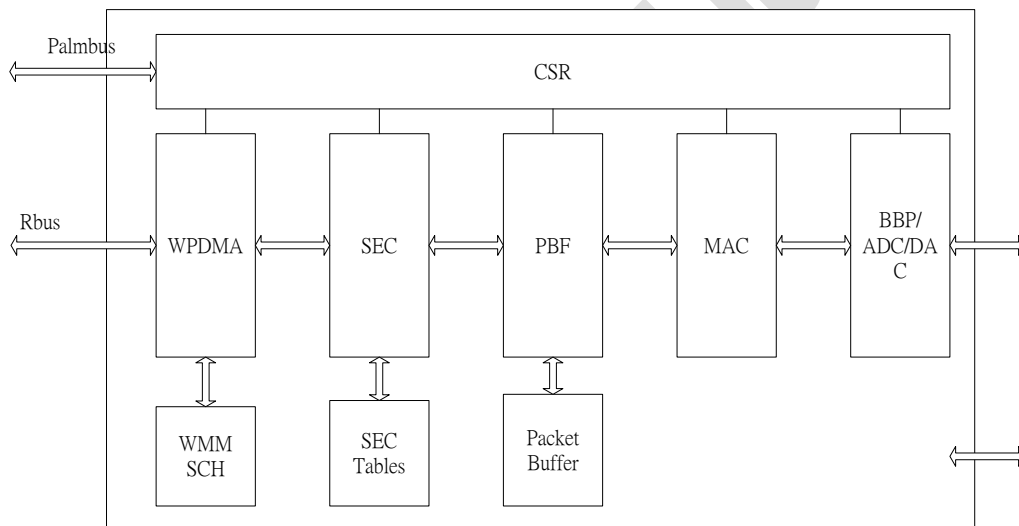 Palmbus
CSR
Rbus
WPDMA
SEC
PBF
MAC
BBP/
ADC/DA
C
WMM
SCH
SEC
Tables
Packet
Buffer